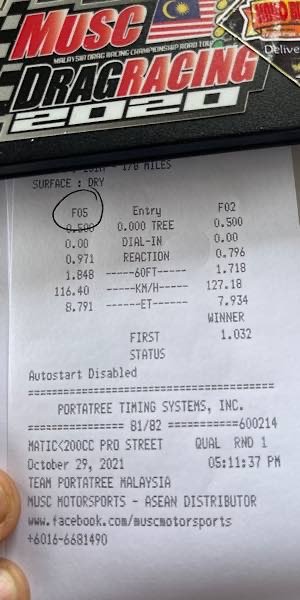 MUSC
MALAYSIA DRAG RACING CHAMPIONSHIP ROAD TOUR
DRAGRACING
2020
Delive
- 1/8 MILES
SURFACE : DRY
F05 Entry F02
0.500 0.000 TREE 0.500
0.00 DIAL-IN 0.00
0.971 REACTION 0.796
1.848 -----60FT----- 1.718
116.40 -----KM/H----- 127.18
8.791 ------ET------ 7.934
WINNER
FIRST 1.032
STATUS
Autostart Disabled
=====================================
PORTATREE TIMING SYSTEMS, INC.
================ 81/82 ===========600214
MATIC<200CC PRO STREET QUAL RND 1
October 29, 2021 05:11:37 PM
TEAM PORTATREE MALAYSIA
MUSC MOTORSPORTS - ASEAN DISTRIBUTOR
www.facebook.com/muscmotorsports
+6016-6681490